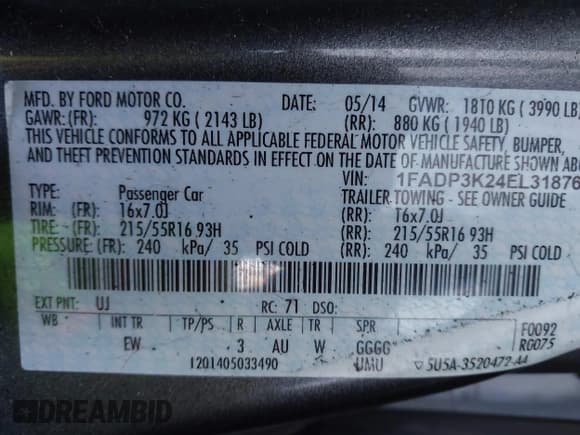 MFD. BY FORD MOTOR CO. DATE: 05/14 GVWR: 1810 KG ( 3990 LB)
GAWR: (FR): 972 KG ( 2143 LB) (RR): 880 KG ( 1940 LB)
THIS VEHICLE CONFORMS TO ALL APPLICABLE FEDERAL MOTOR VEHICLE SAFETY, BUMPER,
AND THEFT PREVENTION STANDARDS IN EFFECT ON THE DATE OF MANUFACTURE SHOWN ABO
VIN: 1FADP3K24EL31876
TYPE: Passenger Car TRAILER TOWING - SEE OWNER GUIDE
RIM: (FR): 16x7.0J (RR): 16x7.0J
TIRE: (FR): 215/55R16 93H (RR): 215/55R16 93H
PRESSURE: (FR): 240 kPa/ 35 PSI COLD (RR): 240 kPa/ 35 PSI COLD
EXT PNT: UJ RC: 71 DSO:
WB INT TR TP/PS R AXLE TR SPR F0092
EW 3 AU W GGGG RG075
1201405033490 UMU ▽5U5A-3520472-AA
DREAMBID